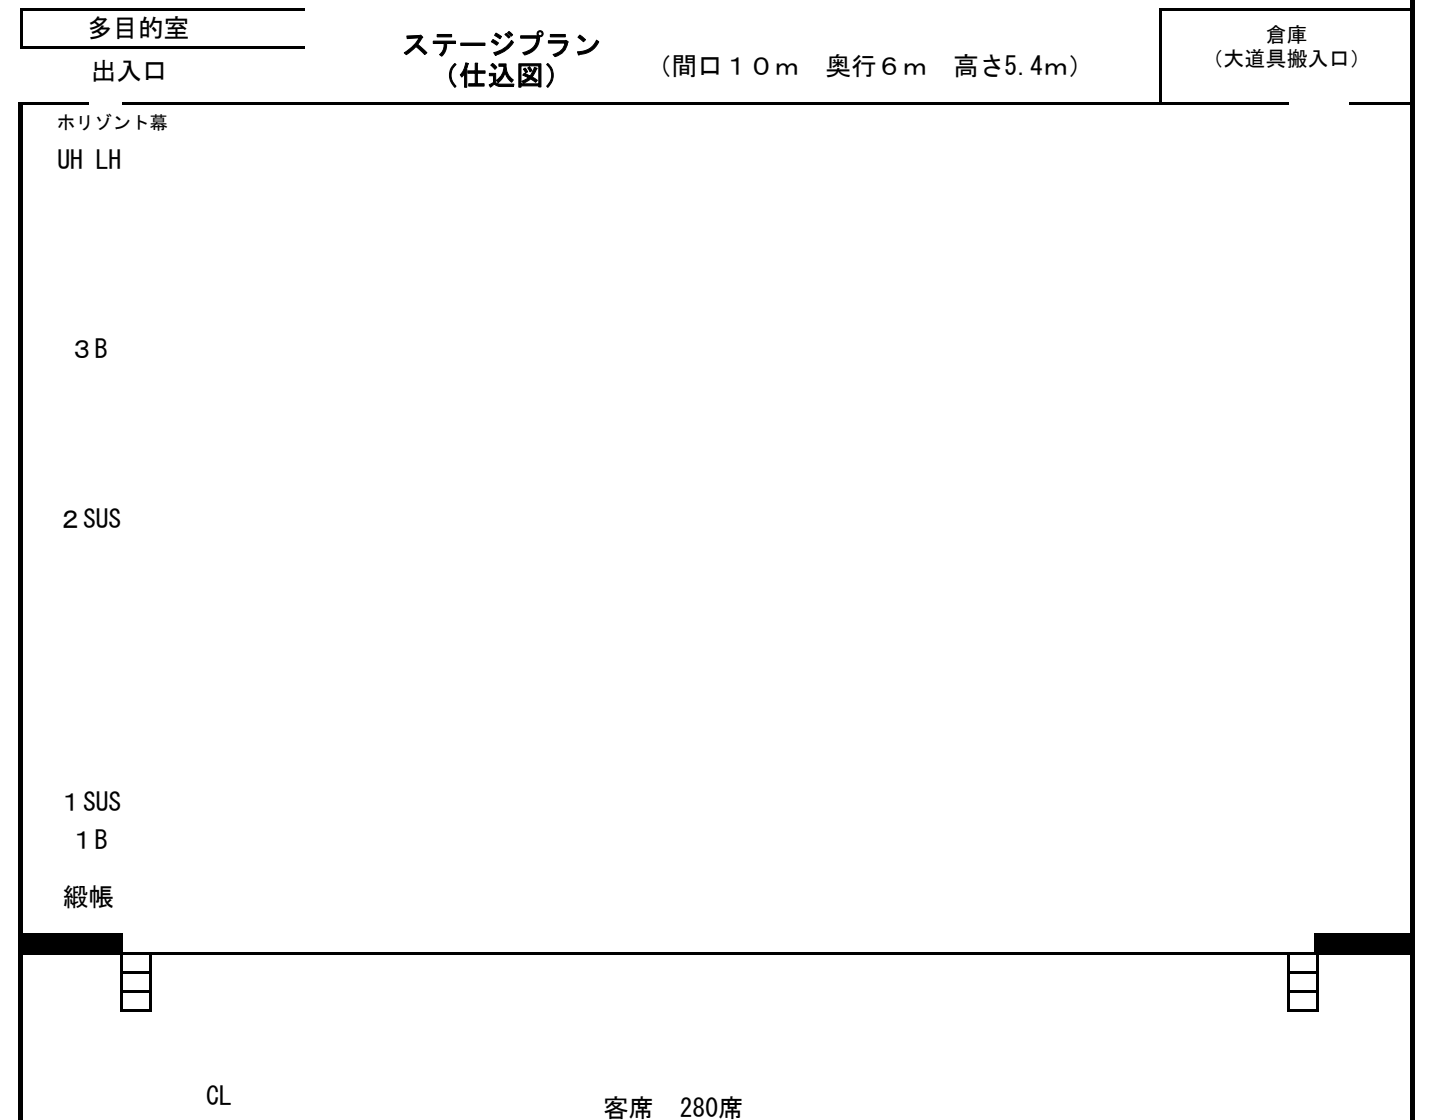 多目的室
出入口
ステージプラン
(仕込図)
(間口10m 奥行6m 高さ5.4m)
倉庫
(大道具搬入口)
ホリゾント幕
UH LH
3B
2SUS
1SUS
1B
緞帳
CL
客席 280席